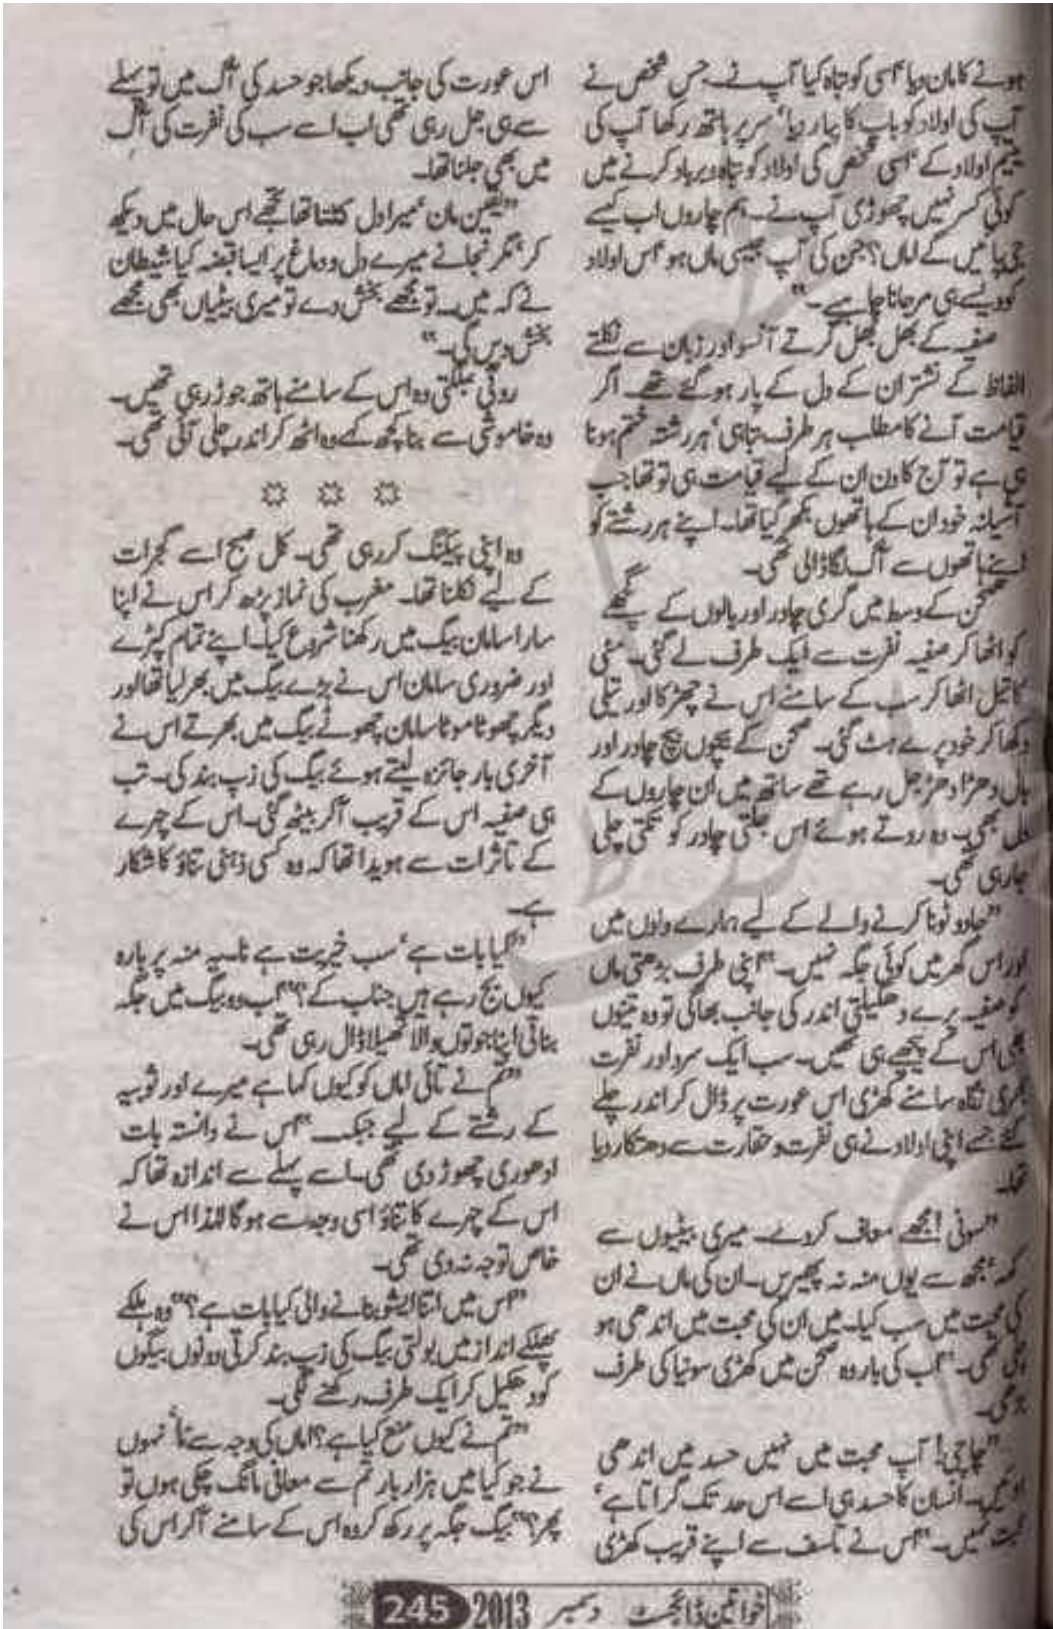 ہونے کا مان دیا‘ اسی کو تباہ کیا آپ نے۔ جس شخص نے
آپ کی اولاد کو باپ کا پیار دیا‘ سر پر ہاتھ رکھا آپ کی
یتیم اولاد کے‘ اسی شخص کی اولاد کو تباہ و برباد کرنے میں
کوئی کسر نہیں چھوڑی آپ نے۔ ہم چاروں اب کیسے
جی پائیں گے اماں؟ جن کی آپ جیسی ماں ہو‘ اس اولاد
کو ویسے ہی مر جانا چاہیے۔“
صفیہ کے بھل بھل گرتے آنسو اور زبان سے نکلتے
الفاظ کے نشتر ان کے دل کے پار ہو گئے تھے۔ اگر
قیامت آنے کا مطلب ہر طرف تباہی‘ ہر رشتہ ختم ہونا
ہی ہے تو آج کا دن ان کے لیے قیامت ہی تو تھا جب
آشیانہ خود ان کے ہاتھوں بکھر گیا تھا۔ اپنے ہر رشتے کو
اپنے ہاتھوں سے آگ لگا ڈالی تھی۔
صحن کے وسط میں گری چادر اور بالوں کے گچھے
کو اٹھا کر صفیہ نفرت سے ایک طرف لے گئی۔ مٹی
کا تیل اٹھا کر سب کے سامنے اس نے چھڑکا اور تیلی
دکھا کر خود پرے ہٹ گئی۔ صحن کے بیچوں بیچ چادر اور
بال دھڑا دھڑ جل رہے تھے ساتھ میں ان چاروں کے
دل بھی۔ وہ روتے ہوئے اس جلتی چادر کو تکتی چلی
جا رہی تھی۔
”جادو ٹونا کرنے والے کے لیے ہمارے دلوں میں
اور اس گھر میں کوئی جگہ نہیں۔“ اپنی طرف بڑھتی ماں
کو صفیہ پرے دھکیلتی اندر کی جانب بھاگی تو وہ تینوں
بھی اس کے پیچھے ہی تھیں۔ سب ایک سرد اور نفرت
بھری نگاہ سامنے کھڑی اس عورت پر ڈال کر اندر چلے
گئے جسے اپنی اولاد نے ہی نفرت و حقارت سے دھتکار دیا
تھا۔
”سونی! مجھے معاف کر دے۔ میری بیٹیوں سے
کہہ‘ مجھ سے یوں منہ نہ پھیریں۔ ان کی ماں نے ان
کی محبت میں سب کیا۔ میں ان کی محبت میں اندھی ہو
گئی تھی۔“ اب کی بار وہ صحن میں کھڑی سونیا کی طرف
بڑھی۔
”چاچی! آپ محبت میں نہیں حسد میں اندھی
ہو گئیں۔ انسان کا حسد ہی اسے اس حد تک گراتا ہے‘
محبت نہیں۔“ اس نے تاسف سے اپنے قریب کھڑی
اس عورت کی جانب دیکھا جو حسد کی آگ میں تو پہلے
سے ہی جل رہی تھی اب اسے سب کی نفرت کی آگ
میں بھی جلنا تھا۔
”یقین مان‘ میرا دل کٹتا تھا تجھے اس حال میں دیکھ
کر‘ مگر نجانے میرے دل و دماغ پر ایسا قبضہ کیا شیطان
نے کہ میں۔ تو مجھے بخش دے تو میری بیٹیاں بھی مجھے
بخش دیں گی۔“
روتی بلکتی وہ اس کے سامنے ہاتھ جوڑ رہی تھیں۔
وہ خاموشی سے بنا کچھ کہے وہ اٹھ کر اندر چلی آئی تھی۔
وہ اپنی پیکنگ کر رہی تھی۔ کل صبح اسے گجرات
کے لیے نکلنا تھا۔ مغرب کی نماز پڑھ کر اس نے اپنا
سارا سامان بیگ میں رکھنا شروع کیا۔ اپنے تمام کپڑے
اور ضروری سامان اس نے بڑے بیگ میں بھر لیا تھا اور
دیگر چھوٹا موٹا سامان چھوٹے بیگ میں بھرتے اس نے
آخری بار جائزہ لیتے ہوئے بیگ کی زپ بند کی۔ تب
ہی صفیہ اس کے قریب آکر بیٹھ گئی۔ اس کے چہرے
کے تاثرات سے ہویدا تھا کہ وہ کسی ذہنی تناؤ کا شکار
ہے۔
”کیا بات ہے‘ سب خیریت ہے نا۔ یہ منہ پر بارہ
کیوں بج رہے ہیں جناب کے؟“ اب وہ بیگ میں جگہ
بناتی اپنا جوتوں والا تھیلا ڈال رہی تھی۔
”تم نے تائی اماں کو کیوں کہا ہے میرے اور ثوبیہ
کے رشتے کے لیے جبکہ۔“ اس نے دانستہ بات
ادھوری چھوڑ دی تھی۔ اسے پہلے سے اندازہ تھا کہ
اس کے چہرے کا تناؤ اسی وجہ سے ہوگا لہٰذا اس نے
خاص توجہ نہ دی تھی۔
”اس میں اتنا ایشو بنانے والی کیا بات ہے؟“ وہ ہلکے
پھلکے انداز میں بولتی بیگ کی زپ بند کرتی دونوں بیگوں
کو دھکیل کر ایک طرف رکھنے لگی۔
”تم نے کیوں منع کیا ہے؟ اماں کی وجہ سے نا‘ انہوں
نے جو کیا میں ہزار بار تم سے معافی مانگ چکی ہوں تو
پھر؟“ بیگ جگہ پر رکھ کر وہ اس کے سامنے آکر اس کی
خواتین ڈائجسٹ دسمبر 2013 245